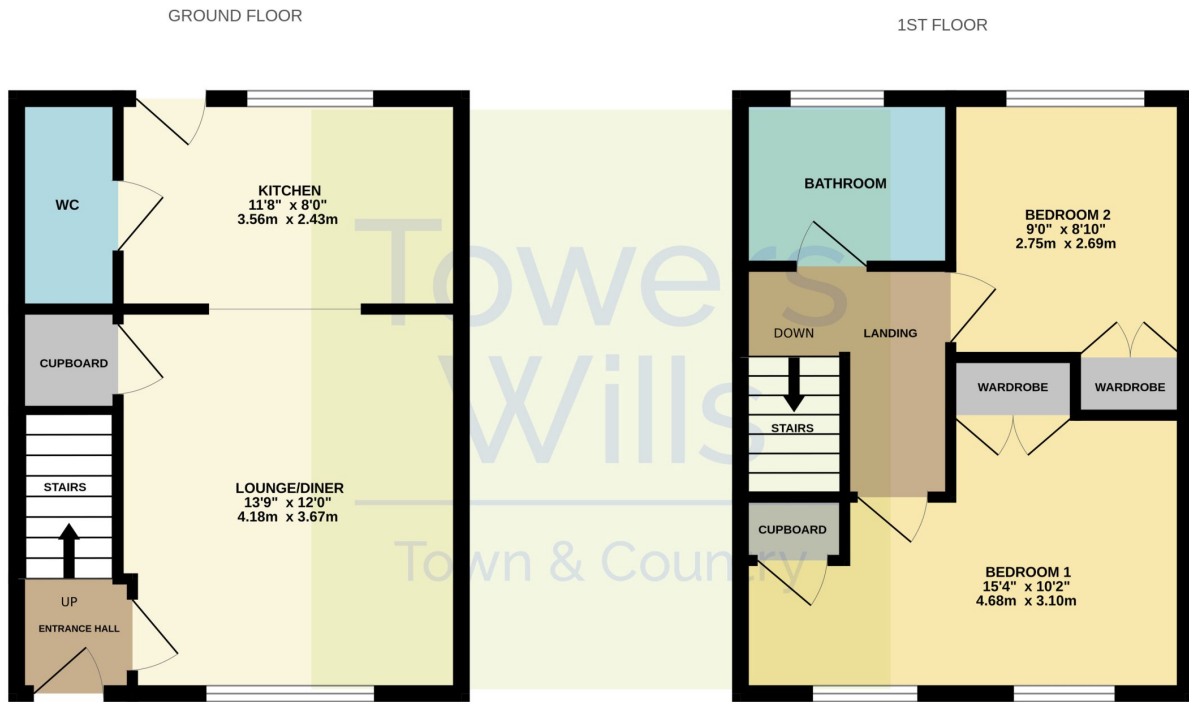 GROUND FLOOR
WC
KITCHEN
11'8" x 8'0"
3.56m x 2.43m
CUPBOARD
STAIRS
LOUNGE/DINER
13'9" x 12'0"
4.18m x 3.67m
UP
ENTRANCE HALL
Towers
Wills
Town & Country
1ST FLOOR
BATHROOM
BEDROOM 2
9'0" x 8'10"
2.75m x 2.69m
DOWN
LANDING
WARDROBE
WARDROBE
STAIRS
CUPBOARD
BEDROOM 1
15'4" x 10'2"
4.68m x 3.10m